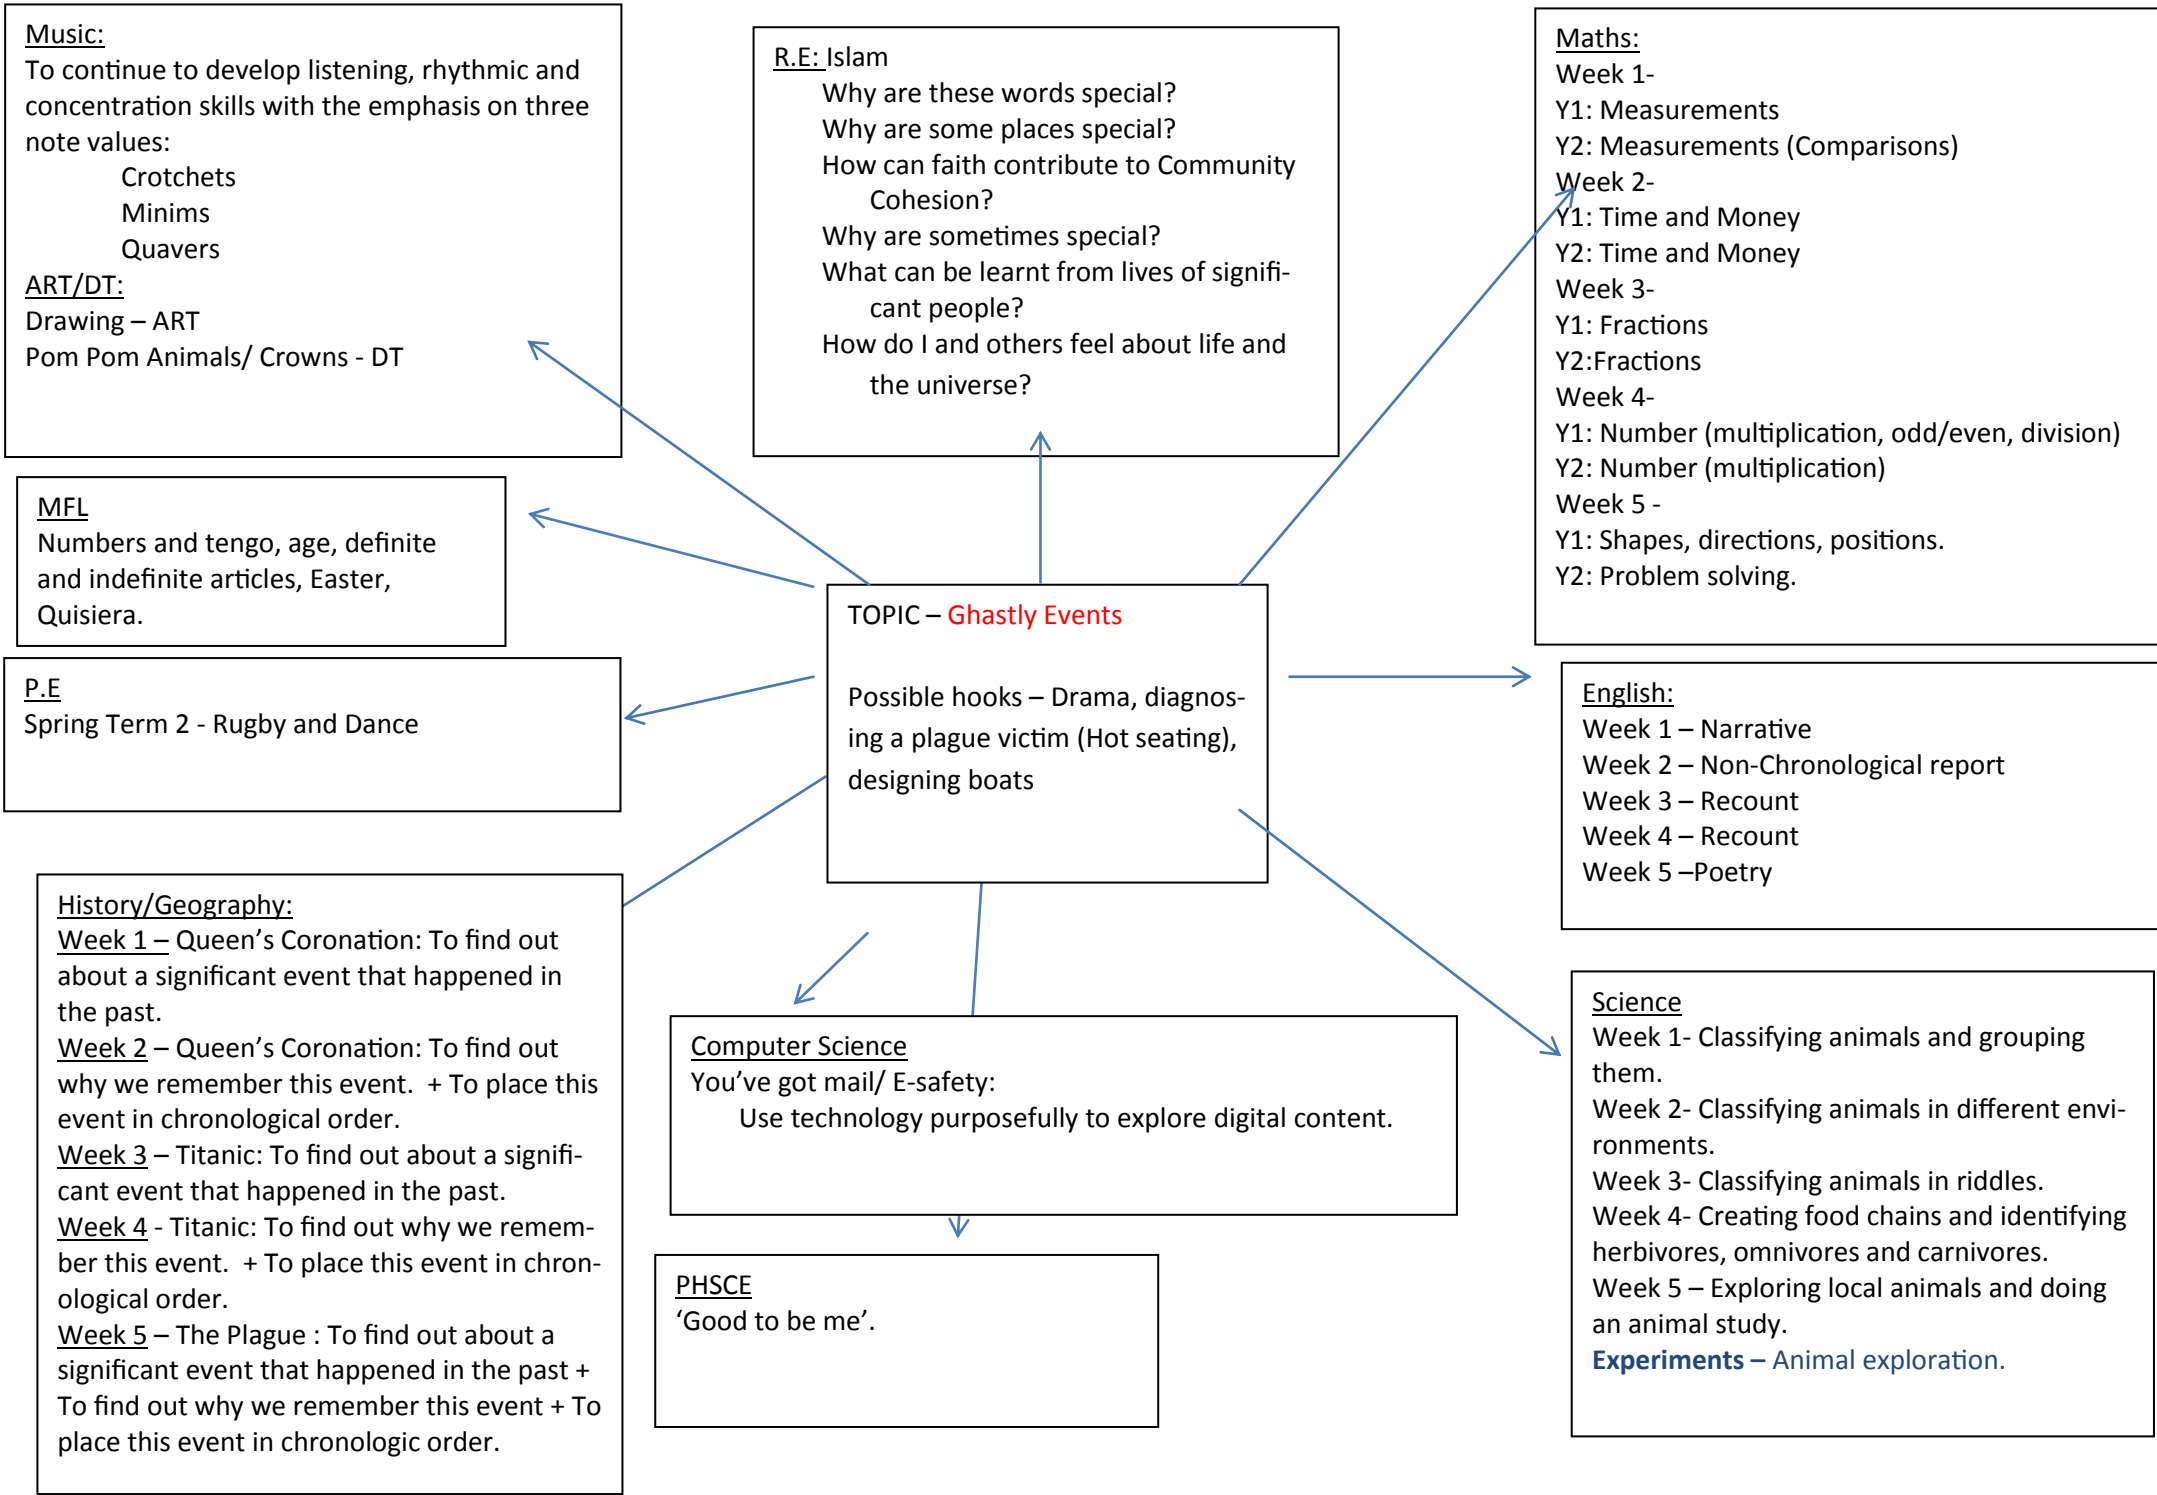 Music:
To continue to develop listening, rhythmic and
concentration skills with the emphasis on three
note values:
Crotchets
Minims
Quavers
ART/DT:
Drawing – ART
Pom Pom Animals/ Crowns - DT
R.E: Islam
Why are these words special?
Why are some places special?
How can faith contribute to Community
Cohesion?
Why are sometimes special?
What can be learnt from lives of signifi-
cant people?
How do I and others feel about life and
the universe?
Maths:
Week 1-
Y1: Measurements
Y2: Measurements (Comparisons)
Week 2-
Y1: Time and Money
Y2: Time and Money
Week 3-
Y1: Fractions
Y2:Fractions
Week 4-
Y1: Number (multiplication, odd/even, division)
Y2: Number (multiplication)
Week 5 -
Y1: Shapes, directions, positions.
Y2: Problem solving.
MFL
Numbers and tengo, age, definite
and indefinite articles, Easter,
Quisiera.
TOPIC – Ghastly Events
Possible hooks – Drama, diagnos-
ing a plague victim (Hot seating),
designing boats
P.E
Spring Term 2 - Rugby and Dance
English:
Week 1 – Narrative
Week 2 – Non-Chronological report
Week 3 – Recount
Week 4 – Recount
Week 5 –Poetry
History/Geography:
Week 1 – Queen's Coronation: To find out
about a significant event that happened in
the past.
Week 2 – Queen's Coronation: To find out
why we remember this event.  + To place this
event in chronological order.
Week 3 – Titanic: To find out about a signifi-
cant event that happened in the past.
Week 4 - Titanic: To find out why we remem-
ber this event.  + To place this event in chron-
ological order.
Week 5 – The Plague : To find out about a
significant event that happened in the past +
To find out why we remember this event + To
place this event in chronologic order.
Computer Science
You've got mail/ E-safety:
Use technology purposefully to explore digital content.
PHSCE
‘Good to be me’.
Science
Week 1- Classifying animals and grouping
them.
Week 2- Classifying animals in different envi-
ronments.
Week 3- Classifying animals in riddles.
Week 4- Creating food chains and identifying
herbivores, omnivores and carnivores.
Week 5 – Exploring local animals and doing
an animal study.
Experiments – Animal exploration.